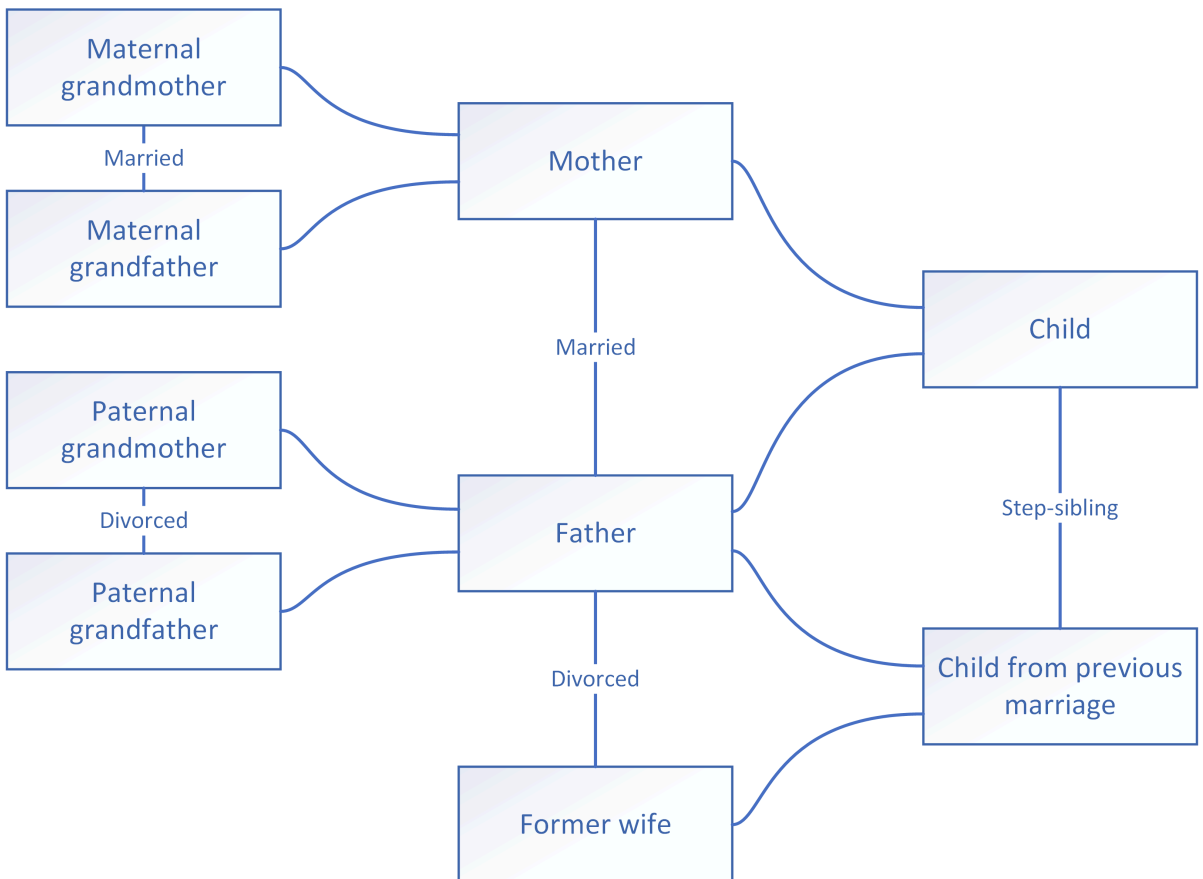 Maternal
grandmother
Married
Maternal
grandfather
Paternal
grandmother
Divorced
Paternal
grandfather
Mother
Married
Father
Divorced
Former wife
Child
Step-sibling
Child from previous
marriage